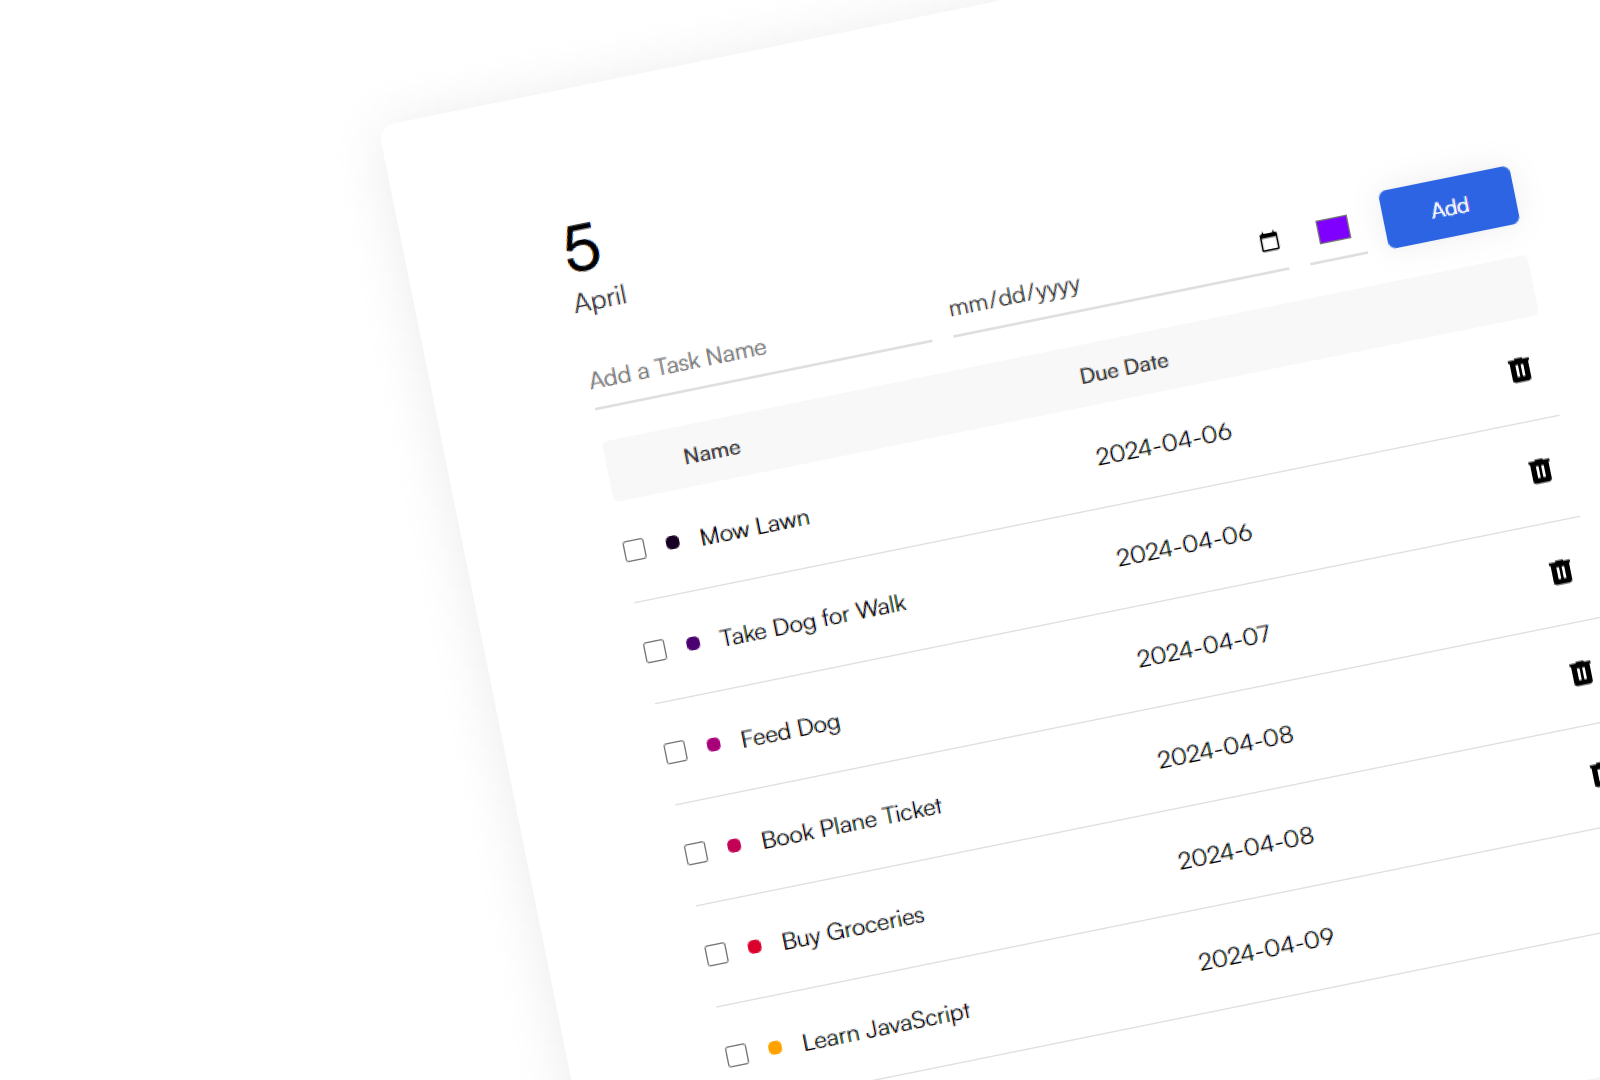 5
April
Add a Task Name
mm/dd/yyyy
Add
Name
Due Date
Mow Lawn
2024-04-06
Take Dog for Walk
2024-04-06
Feed Dog
2024-04-07
Book Plane Ticket
2024-04-08
Buy Groceries
2024-04-08
Learn JavaScript
2024-04-09